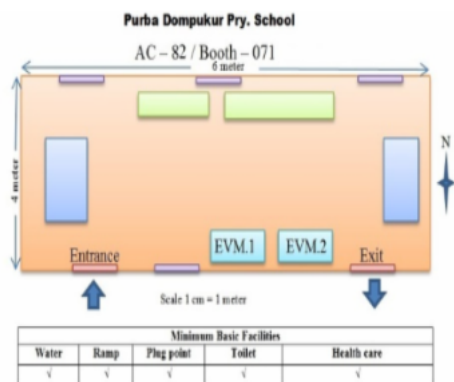 Purba Dompukur Pry. School
AC – 82 / Booth – 071
6 meter
4 meter
N
EVM.1 EVM.2
Entrance Exit
Scale 1 cm = 1 meter
Minimum Basic Facilities
Water Ramp Plug point Toilet Health care
√ √ √ √ √